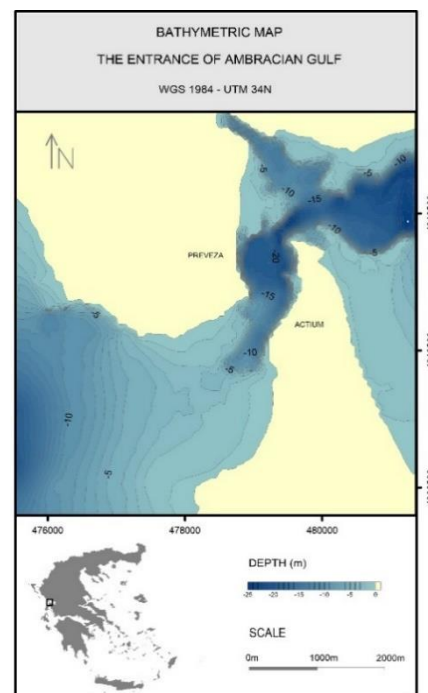 BATHYMETRIC MAP
THE ENTRANCE OF AMBRACIAN GULF
WGS 1984 - UTM 34N
N
-5
-10
-10
-5
-15
-10
-5
PREVEZA
-20
-15
ACTIUM
-5
-10
-5
-10
-5
476000
478000
480000
DEPTH (m)
-25 -20 -15 -10 -5 0
SCALE
0m 1000m 2000m